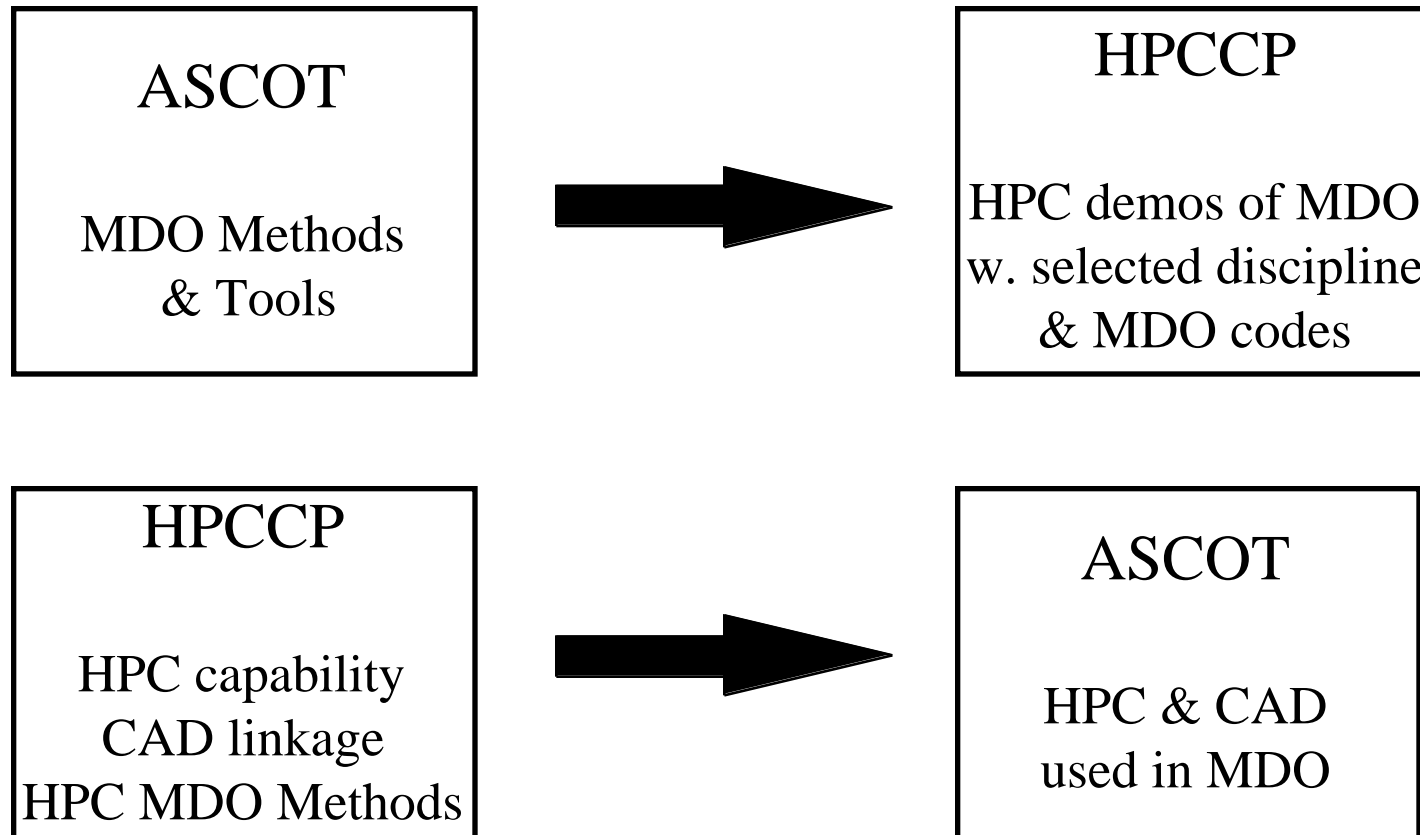 ASCOT
MDO Methods
& Tools
HPCCP
HPC demos of MDO
w. selected discipline
& MDO codes
HPCCP
HPC capability
CAD linkage
HPC MDO Methods
ASCOT
HPC & CAD
used in MDO